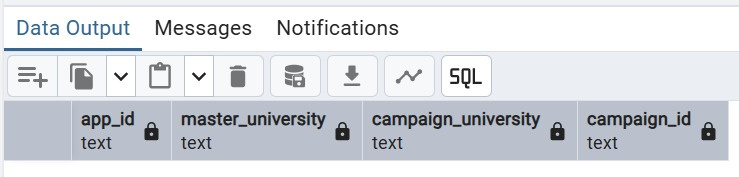 Data Output Messages Notifications
SQL
app_id master_university campaign_university campaign_id
text text text text